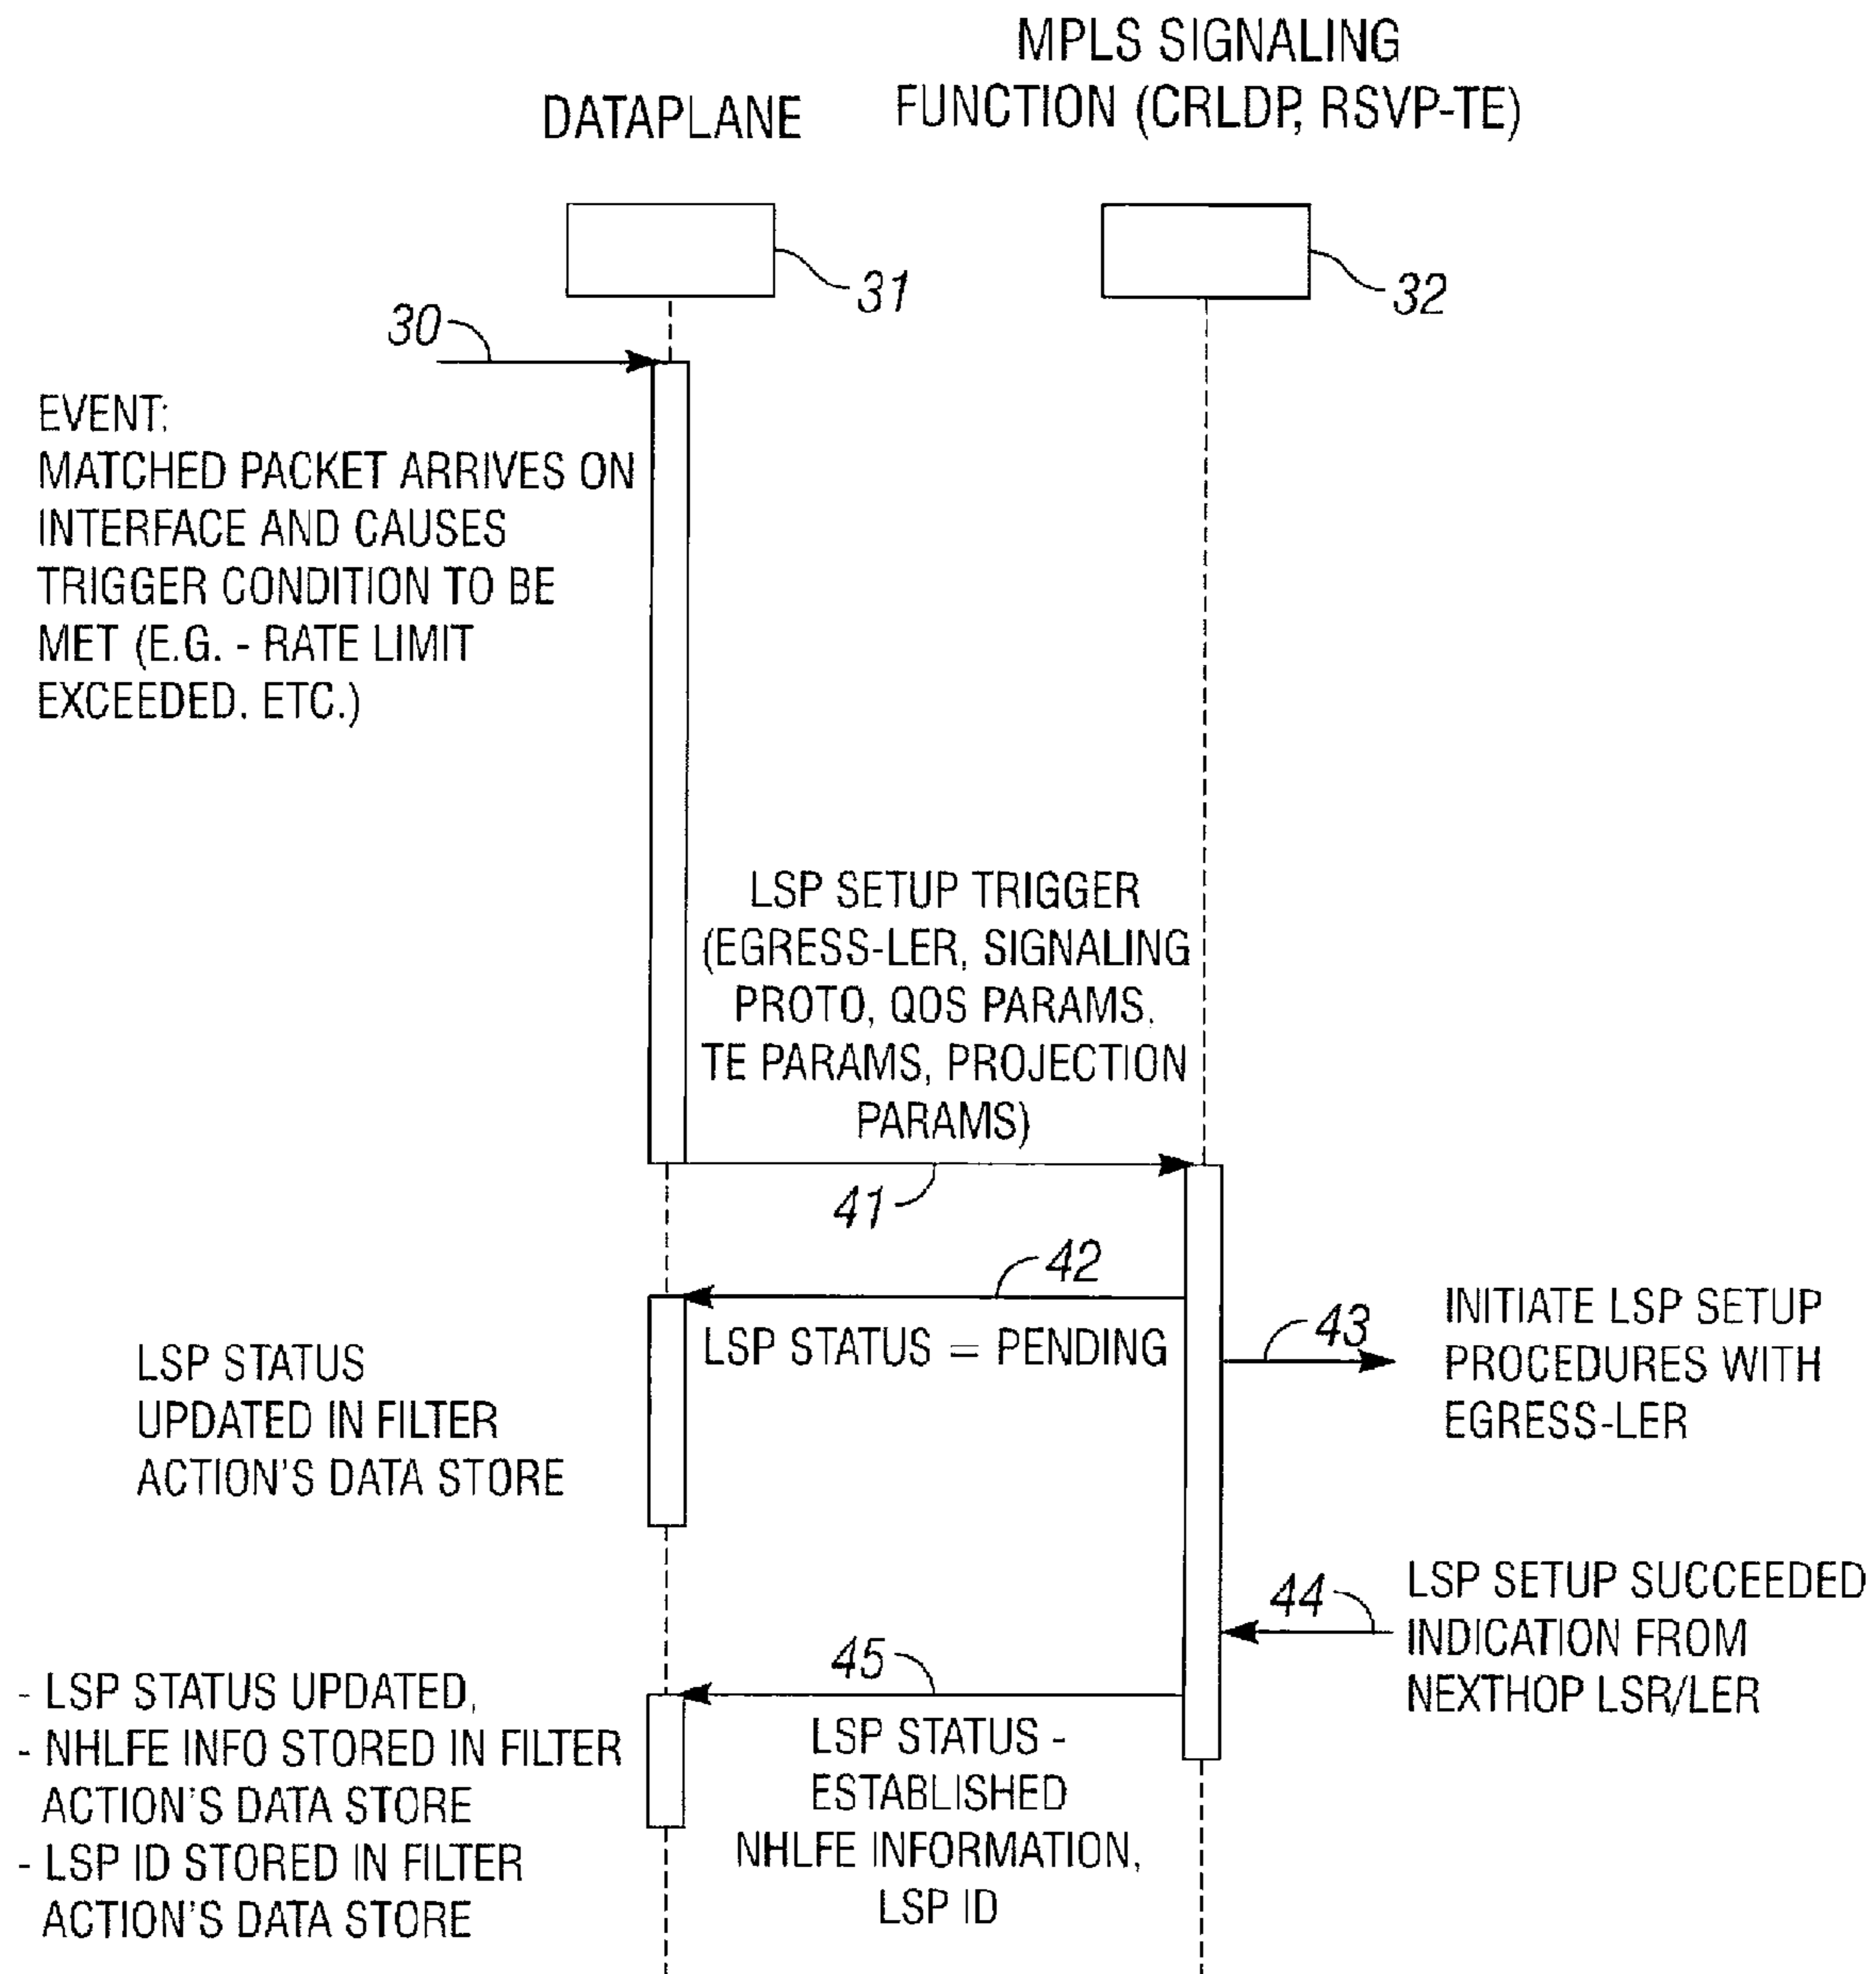 MPLS SIGNALING
FUNCTION (CRLDP, RSVP-TE)
DATAPLANE
31
32
30
EVENT:
MATCHED PACKET ARRIVES ON
INTERFACE AND CAUSES
TRIGGER CONDITION TO BE
MET (E.G. - RATE LIMIT
EXCEEDED. ETC.)
LSP SETUP TRIGGER
(EGRESS-LER, SIGNALING
PROTO, QOS PARAMS.
TE PARAMS, PROJECTION
PARAMS)
41
42
LSP STATUS = PENDING
43
INITIATE LSP SETUP
PROCEDURES WITH
EGRESS-LER
LSP STATUS
UPDATED IN FILTER
ACTION'S DATA STORE
44
LSP SETUP SUCCEEDED
INDICATION FROM
NEXTHOP LSR/LER
45
LSP STATUS -
ESTABLISHED
NHLFE INFORMATION,
LSP ID
- LSP STATUS UPDATED,
- NHLFE INFO STORED IN FILTER
ACTION'S DATA STORE
- LSP ID STORED IN FILTER
ACTION'S DATA STORE